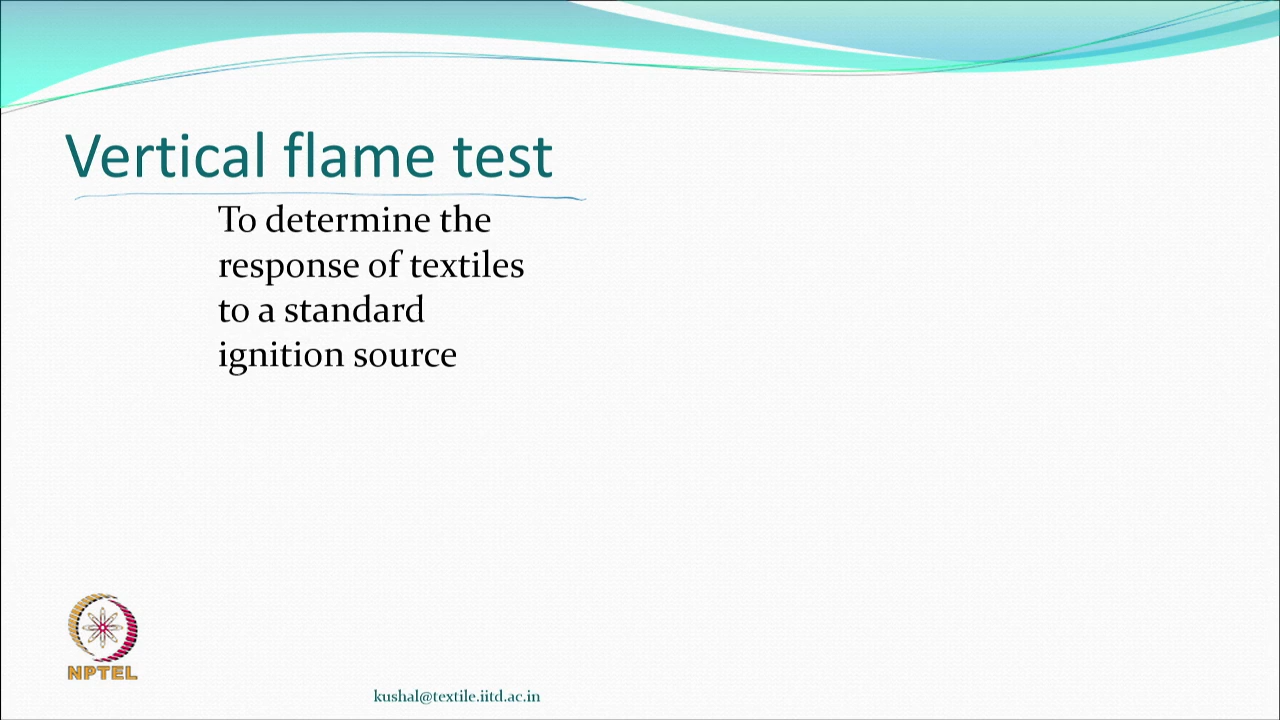 Vertical flame test
To determine the
response of textiles
to a standard
ignition source
NPTEL
kushal@textile.iitd.ac.in